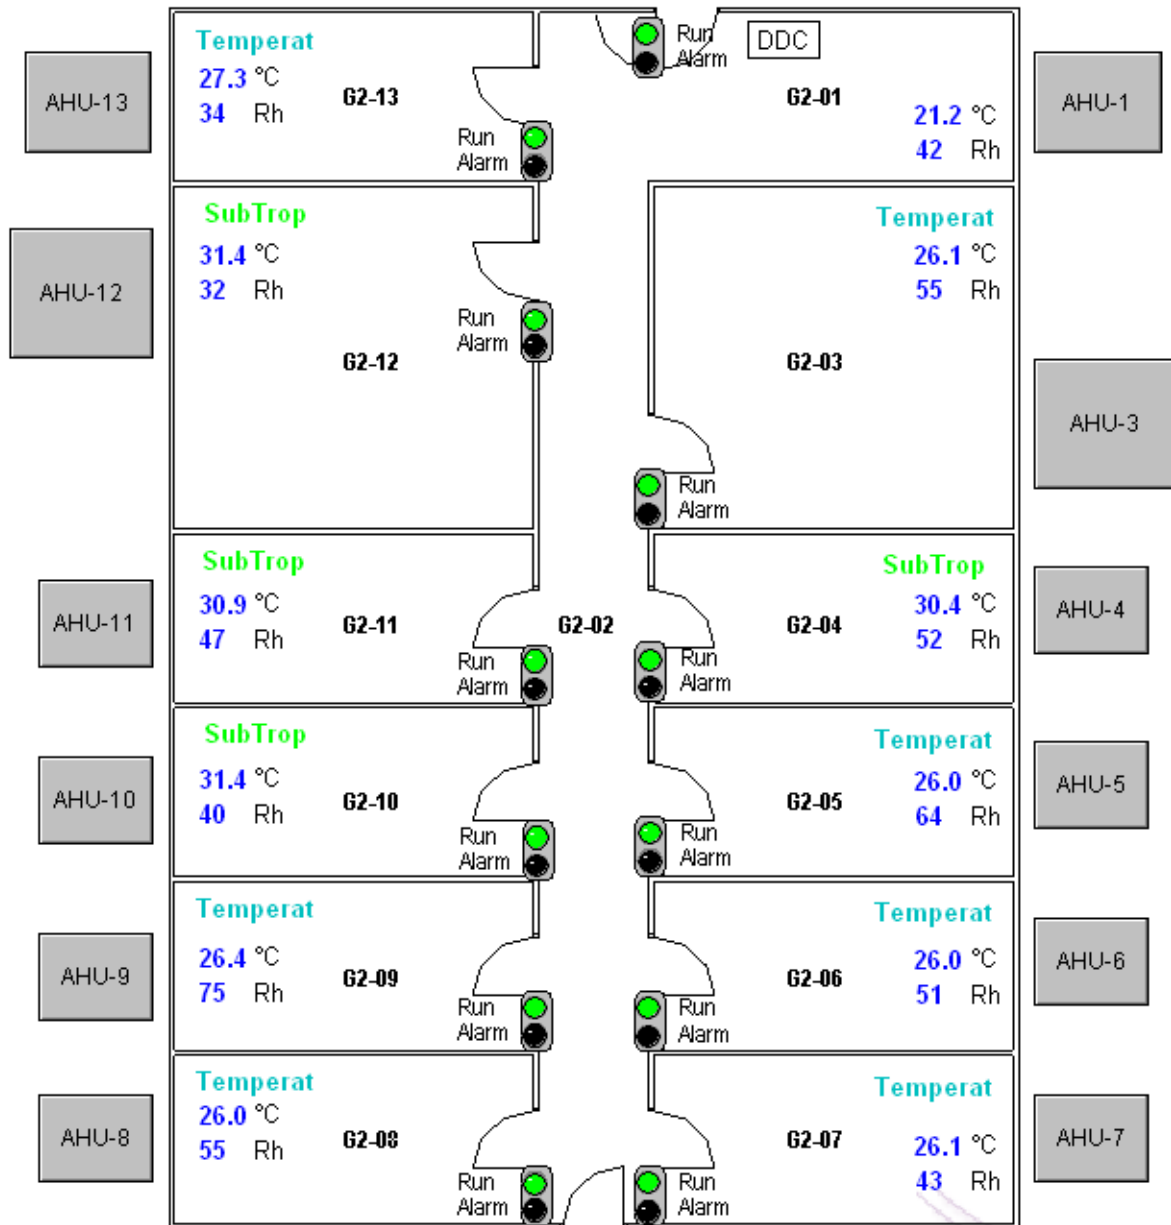 Temperat
27.3 °C
34 Rh
G2-13
Run
Alarm
AHU-13
Run
Alarm
DDC
G2-01
21.2 °C
42 Rh
AHU-1
SubTrop
31.4 °C
32 Rh
G2-12
Run
Alarm
AHU-12
Temperat
26.1 °C
55 Rh
G2-03
Run
Alarm
AHU-3
SubTrop
30.9 °C
47 Rh
G2-11
Run
Alarm
AHU-11
G2-02
SubTrop
30.4 °C
52 Rh
G2-04
Run
Alarm
AHU-4
SubTrop
31.4 °C
40 Rh
G2-10
Run
Alarm
AHU-10
Temperat
26.0 °C
64 Rh
G2-05
Run
Alarm
AHU-5
Temperat
26.4 °C
75 Rh
G2-09
Run
Alarm
AHU-9
Temperat
26.0 °C
51 Rh
G2-06
Run
Alarm
AHU-6
Temperat
26.0 °C
55 Rh
G2-08
Run
Alarm
AHU-8
Temperat
26.1 °C
43 Rh
G2-07
Run
Alarm
AHU-7